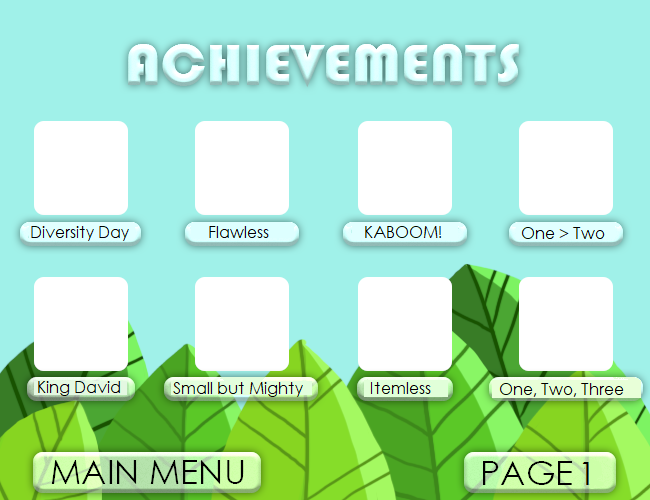 ACHIEVEMENTS
Diversity Day
Flawless
KABOOM!
One > Two
King David
Small but Mighty
Itemless
One, Two, Three
MAIN MENU
PAGE 1